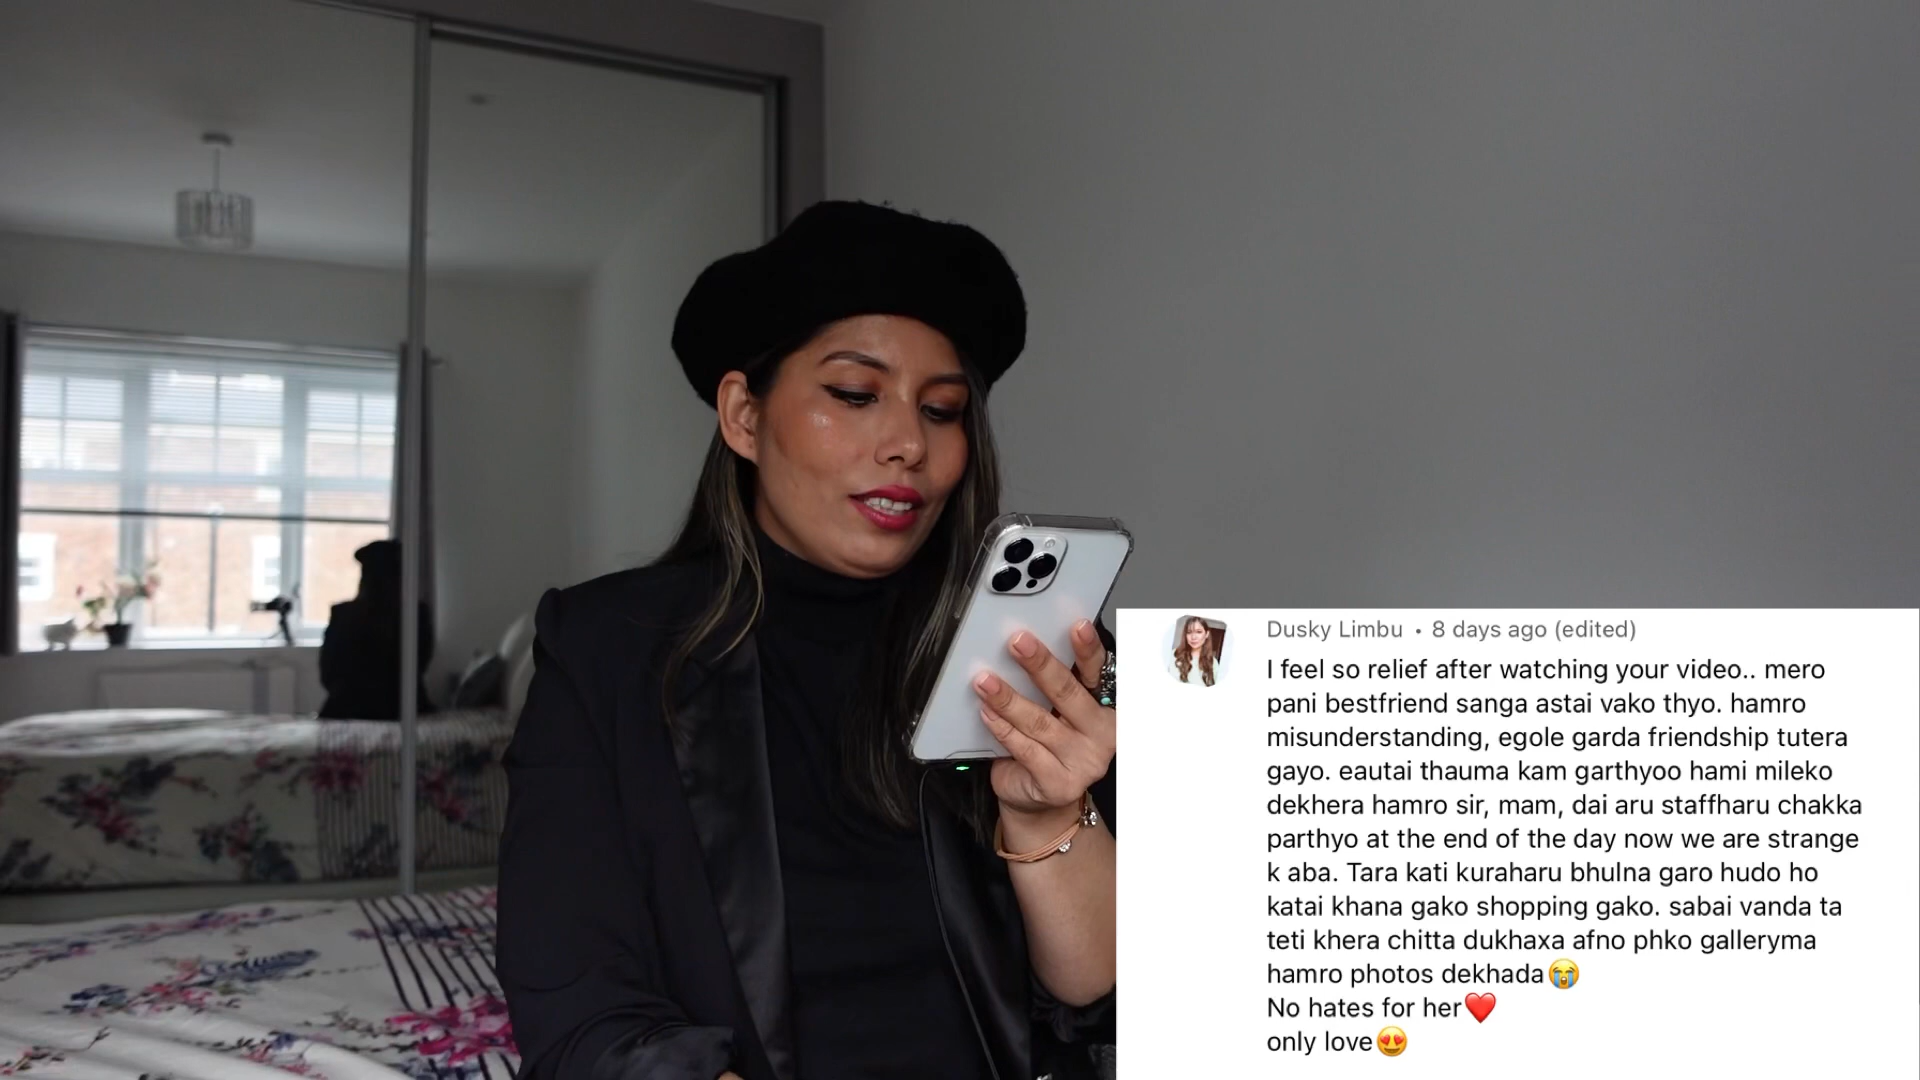 Dusky Limbu • 8 days ago (edited)
I feel so relief after watching your video.. mero
pani bestfriend sanga astai vako thyo. hamro
misunderstanding, egole garda friendship tutera
gayo. eautai thauma kam garthyoo hami mileko
dekhera hamro sir, mam, dai aru staffharu chakka
parthyo at the end of the day now we are strange
k aba. Tara kati kuraharu bhulna garo hudo ho
katai khana gako shopping gako. sabai vanda ta
teti khera chitta dukhaxa afno phko galleryma
hamro photos dekhada😭
No hates for her❤️
only love😍